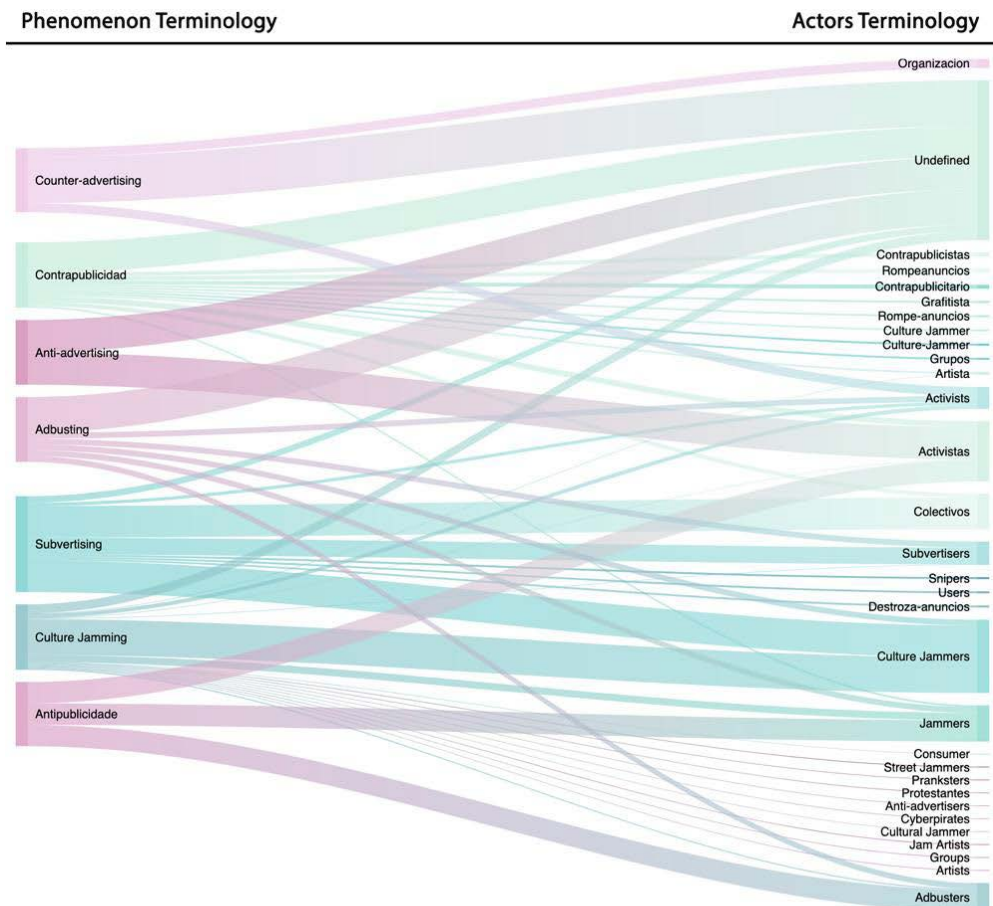 Phenomenon Terminology
Actors Terminology
Organizacion
Undefined
Counter-advertising
Contrapublicidad
Contrapublicistas
Rompeanuncios
Contrapublicitario
Grafitista
Rompe-anuncios
Culture Jammer
Culture-Jammer
Grupos
Artista
Anti-advertising
Activists
Adbusting
Activistas
Colectivos
Subvertising
Subvertisers
Snipers
Users
Destroza-anuncios
Culture Jamming
Culture Jammers
Antipublicidade
Jammers
Consumer
Street Jammers
Pranksters
Protestantes
Anti-advertisers
Cyberpirates
Cultural Jammer
Jam Artists
Groups
Artists
Adbusters